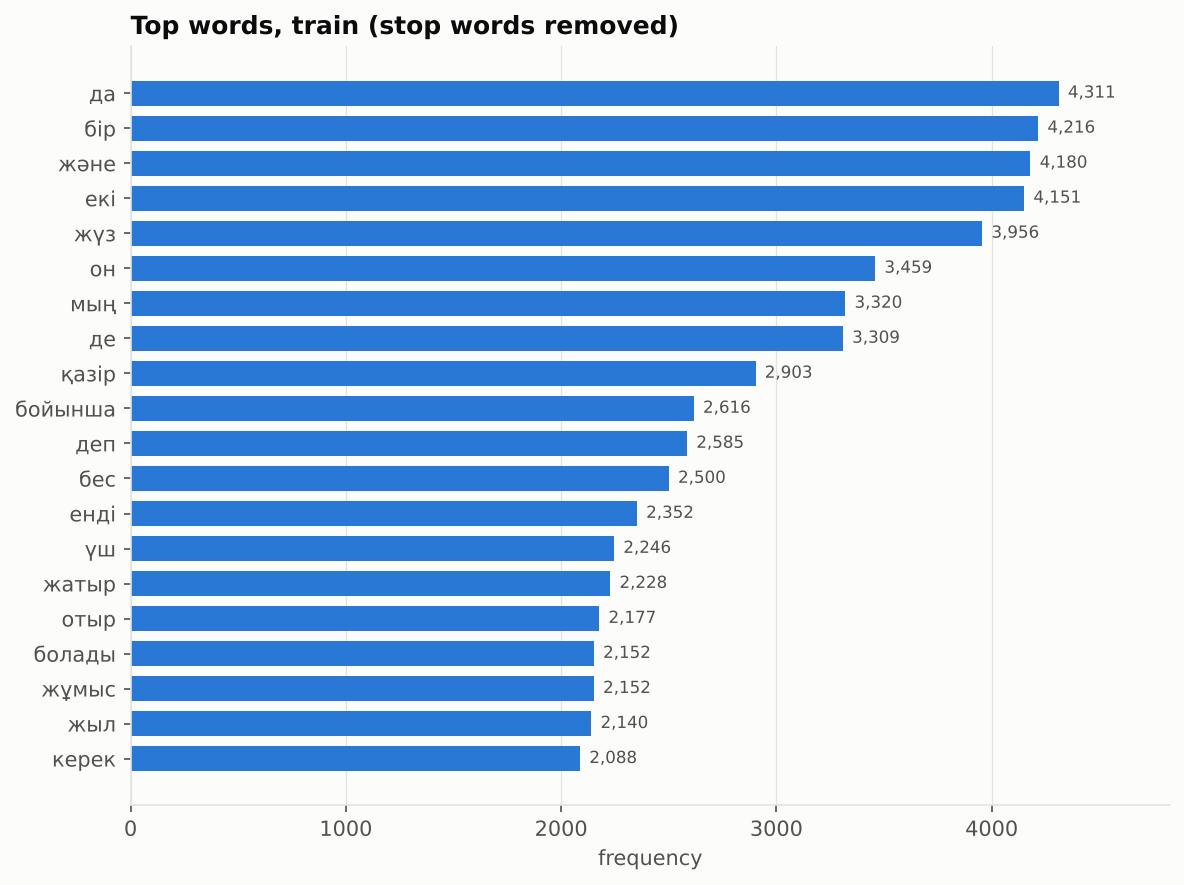 Top words, train (stop words removed)
да 4,311
бір 4,216
және 4,180
екі 4,151
жүз 3,956
он 3,459
мың 3,320
де 3,309
қазір 2,903
бойынша 2,616
деп 2,585
бес 2,500
енді 2,352
үш 2,246
жатыр 2,228
отыр 2,177
болады 2,152
жұмыс 2,152
жыл 2,140
керек 2,088
0 1000 2000 3000 4000
frequency